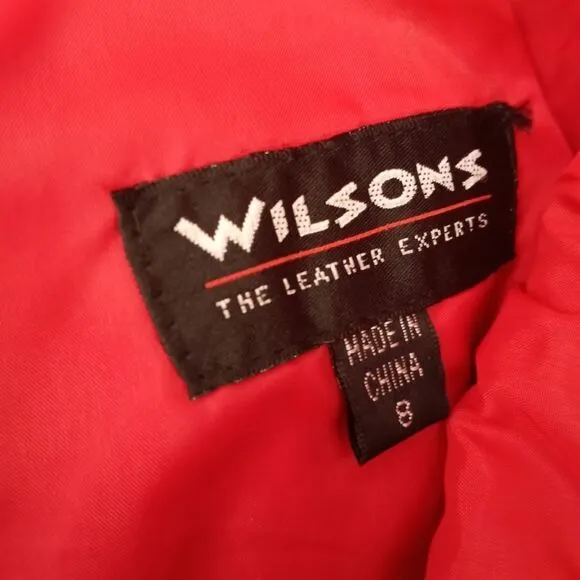 WILSONS
THE LEATHER EXPERTS
MADE IN
CHINA
8